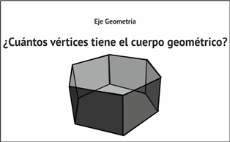 Eje Geometría
¿Cuántos vértices tiene el cuerpo geométrico?